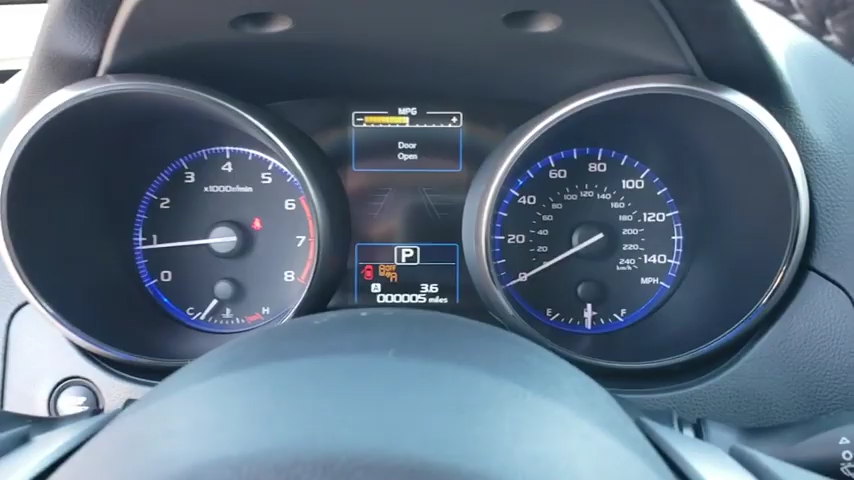 MPG
- +
Door
Open
x1000r/min
0 1 2 3 4 5 6 7 8
C H
P
OFF
A 3.6
000005 miles
0 20 40 60 80 100 120 140
MPH
20 40 60 80 100 120 140 160 180 200 220 240
km/h
E F
4